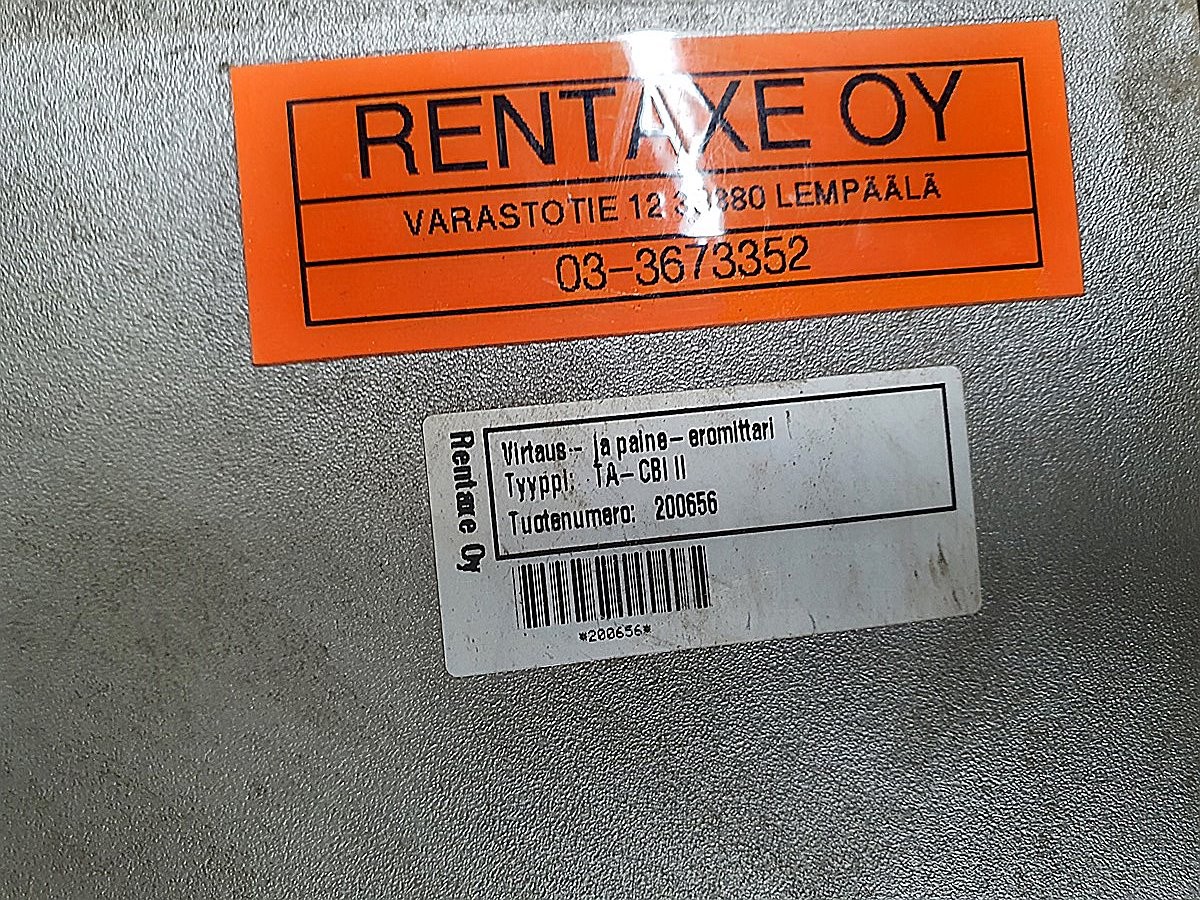 RENTAXE OY
VARASTOTIE 12 LEMPÄÄLÄ
03-3673352
Rentaxe Oy
Virtaus- ja paine-eromittari
Tyyppi: TA-CBI II
Tuotenumero: 200656
*200656*